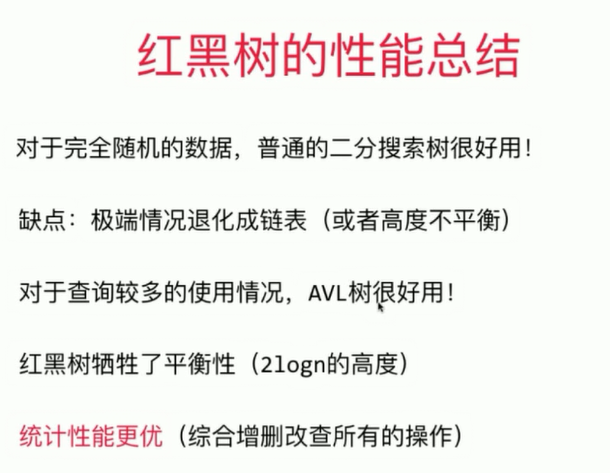 红黑树的性能总结
对于完全随机的数据，普通的二分搜索树很好用！
缺点：极端情况退化成链表（或者高度不平衡）
对于查询较多的使用情况，AVL树很好用！
红黑树牺牲了平衡性（2logn的高度）
统计性能更优（综合增删改查所有的操作）